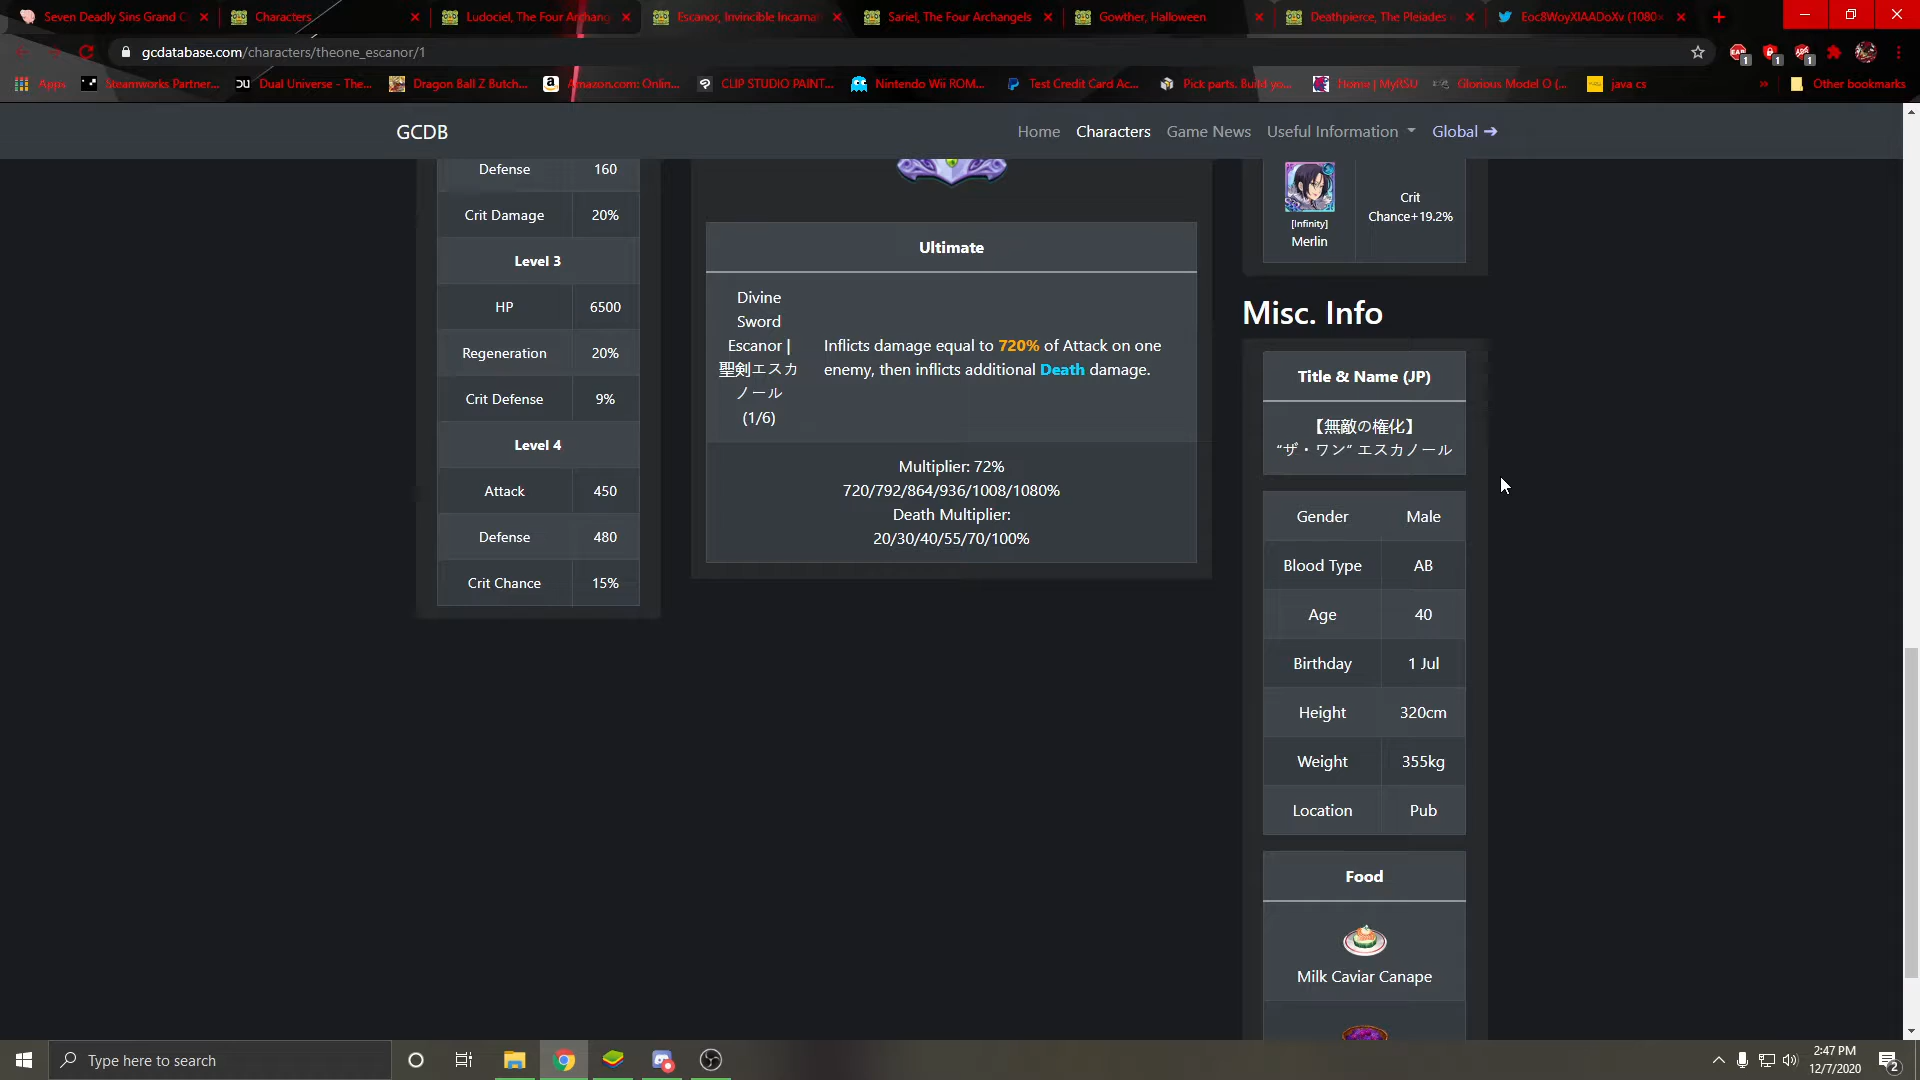 Seven Deadly Sins Grand C
Characters
Ludociel, The Four Archang
Escanor, Invincible Incarnat
Sariel, The Four Archangels
Gowther, Halloween
Deathpierce, The Pleiades
Eoc8WoyXIAADoXv (1080×
gcdatabase.com/characters/theone_escanor/1
Apps
Steamworks Partner...
Dual Universe - The...
Dragon Ball Z Butch...
Amazon.com: Onlin...
CLIP STUDIO PAINT...
Nintendo Wii ROM...
Test Credit Card Ac...
Pick parts. Build yo...
Home | MyRSU
Glorious Model O (...
java cs
»
Other bookmarks
GCDB
Home
Characters
Game News
Useful Information
Global ➔
Defense 160
Crit Damage 20%
Level 3
HP 6500
Regeneration 20%
Crit Defense 9%
Level 4
Attack 450
Defense 480
Crit Chance 15%
Ultimate
Divine
Sword
Escanor |
聖剣エスカ
ノール
(1/6)
Inflicts damage equal to 720% of Attack on one
enemy, then inflicts additional Death damage.
Multiplier: 72%
720/792/864/936/1008/1080%
Death Multiplier:
20/30/40/55/70/100%
[Infinity]
Merlin
Crit
Chance+19.2%
Misc. Info
Title & Name (JP)
【無敵の権化】
“ザ・ワン” エスカノール
Gender Male
Blood Type AB
Age 40
Birthday 1 Jul
Height 320cm
Weight 355kg
Location Pub
Food
Milk Caviar Canape
Type here to search
2:47 PM
12/7/2020
2